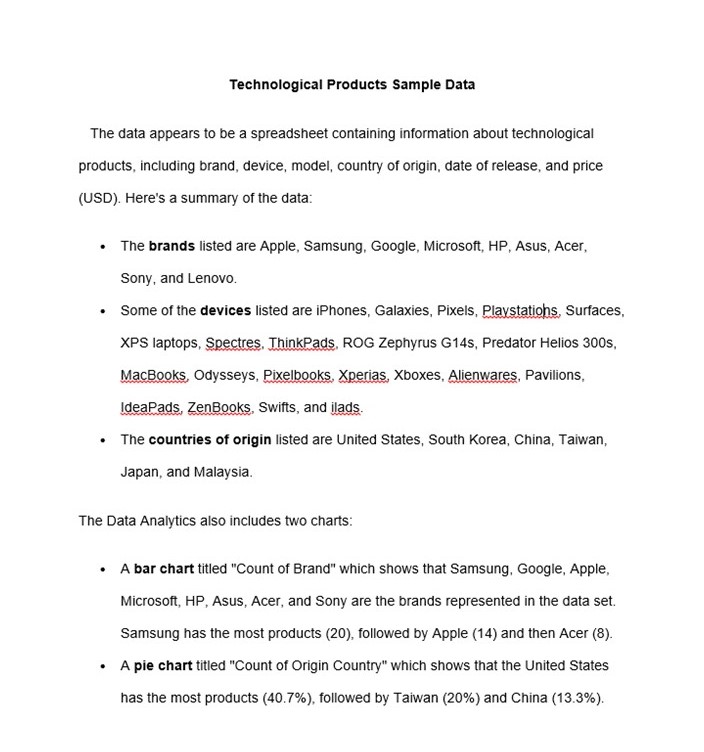 Technological Products Sample Data
The data appears to be a spreadsheet containing information about technological
products, including brand, device, model, country of origin, date of release, and price
(USD). Here's a summary of the data:
• The brands listed are Apple, Samsung, Google, Microsoft, HP, Asus, Acer,
Sony, and Lenovo.
• Some of the devices listed are iPhones, Galaxies, Pixels, Playstations, Surfaces,
XPS laptops, Spectres, ThinkPads, ROG Zephyrus G14s, Predator Helios 300s,
MacBooks, Odysseys, Pixelbooks, Xperias, Xboxes, Alienwares, Pavilions,
IdeaPads, ZenBooks, Swifts, and ilads.
• The countries of origin listed are United States, South Korea, China, Taiwan,
Japan, and Malaysia.
The Data Analytics also includes two charts:
• A bar chart titled "Count of Brand" which shows that Samsung, Google, Apple,
Microsoft, HP, Asus, Acer, and Sony are the brands represented in the data set.
Samsung has the most products (20), followed by Apple (14) and then Acer (8).
• A pie chart titled "Count of Origin Country" which shows that the United States
has the most products (40.7%), followed by Taiwan (20%) and China (13.3%).